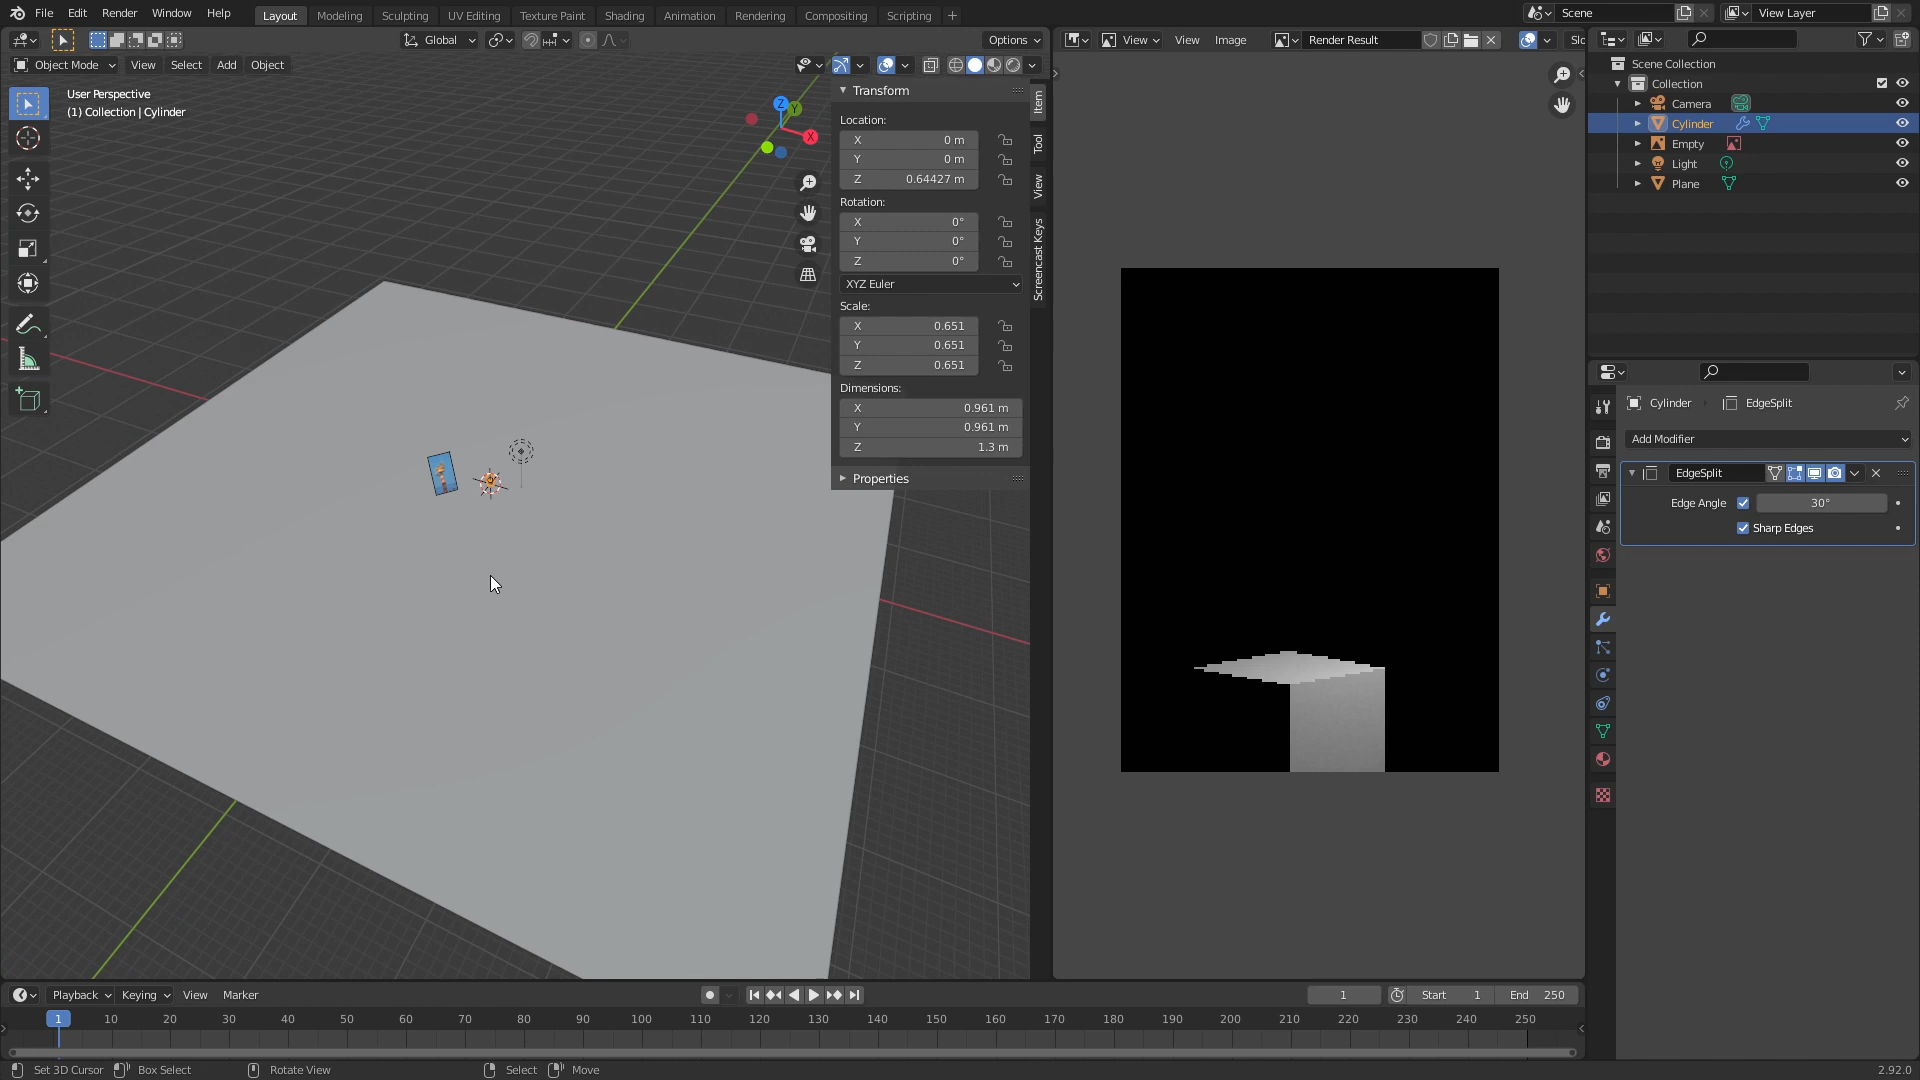 File Edit Render Window Help Layout Modeling Sculpting UV Editing Texture Paint Shading Animation Rendering Compositing Scripting + Scene View Layer
Global Options View View Image Render Result
Object Mode View Select Add Object
User Perspective
(1) Collection | Cylinder
Z
Y
X
Transform
Location:
X 0 m
Y 0 m
Z 0.64427 m
Rotation:
X 0°
Y 0°
Z 0°
XYZ Euler
Scale:
X 0.651
Y 0.651
Z 0.651
Dimensions:
X 0.961 m
Y 0.961 m
Z 1.3 m
Properties
Item
Tool
View
Screencast Keys
Slo
Scene Collection
Collection
Camera
Cylinder
Empty
Light
Plane
Cylinder EdgeSplit
Add Modifier
EdgeSplit
Edge Angle 30°
Sharp Edges
Playback Keying View Marker 1 Start 1 End 250
1 10 20 30 40 50 60 70 80 90 100 110 120 130 140 150 160 170 180 190 200 210 220 230 240 250
Set 3D Cursor Box Select Rotate View Select Move 2.92.0